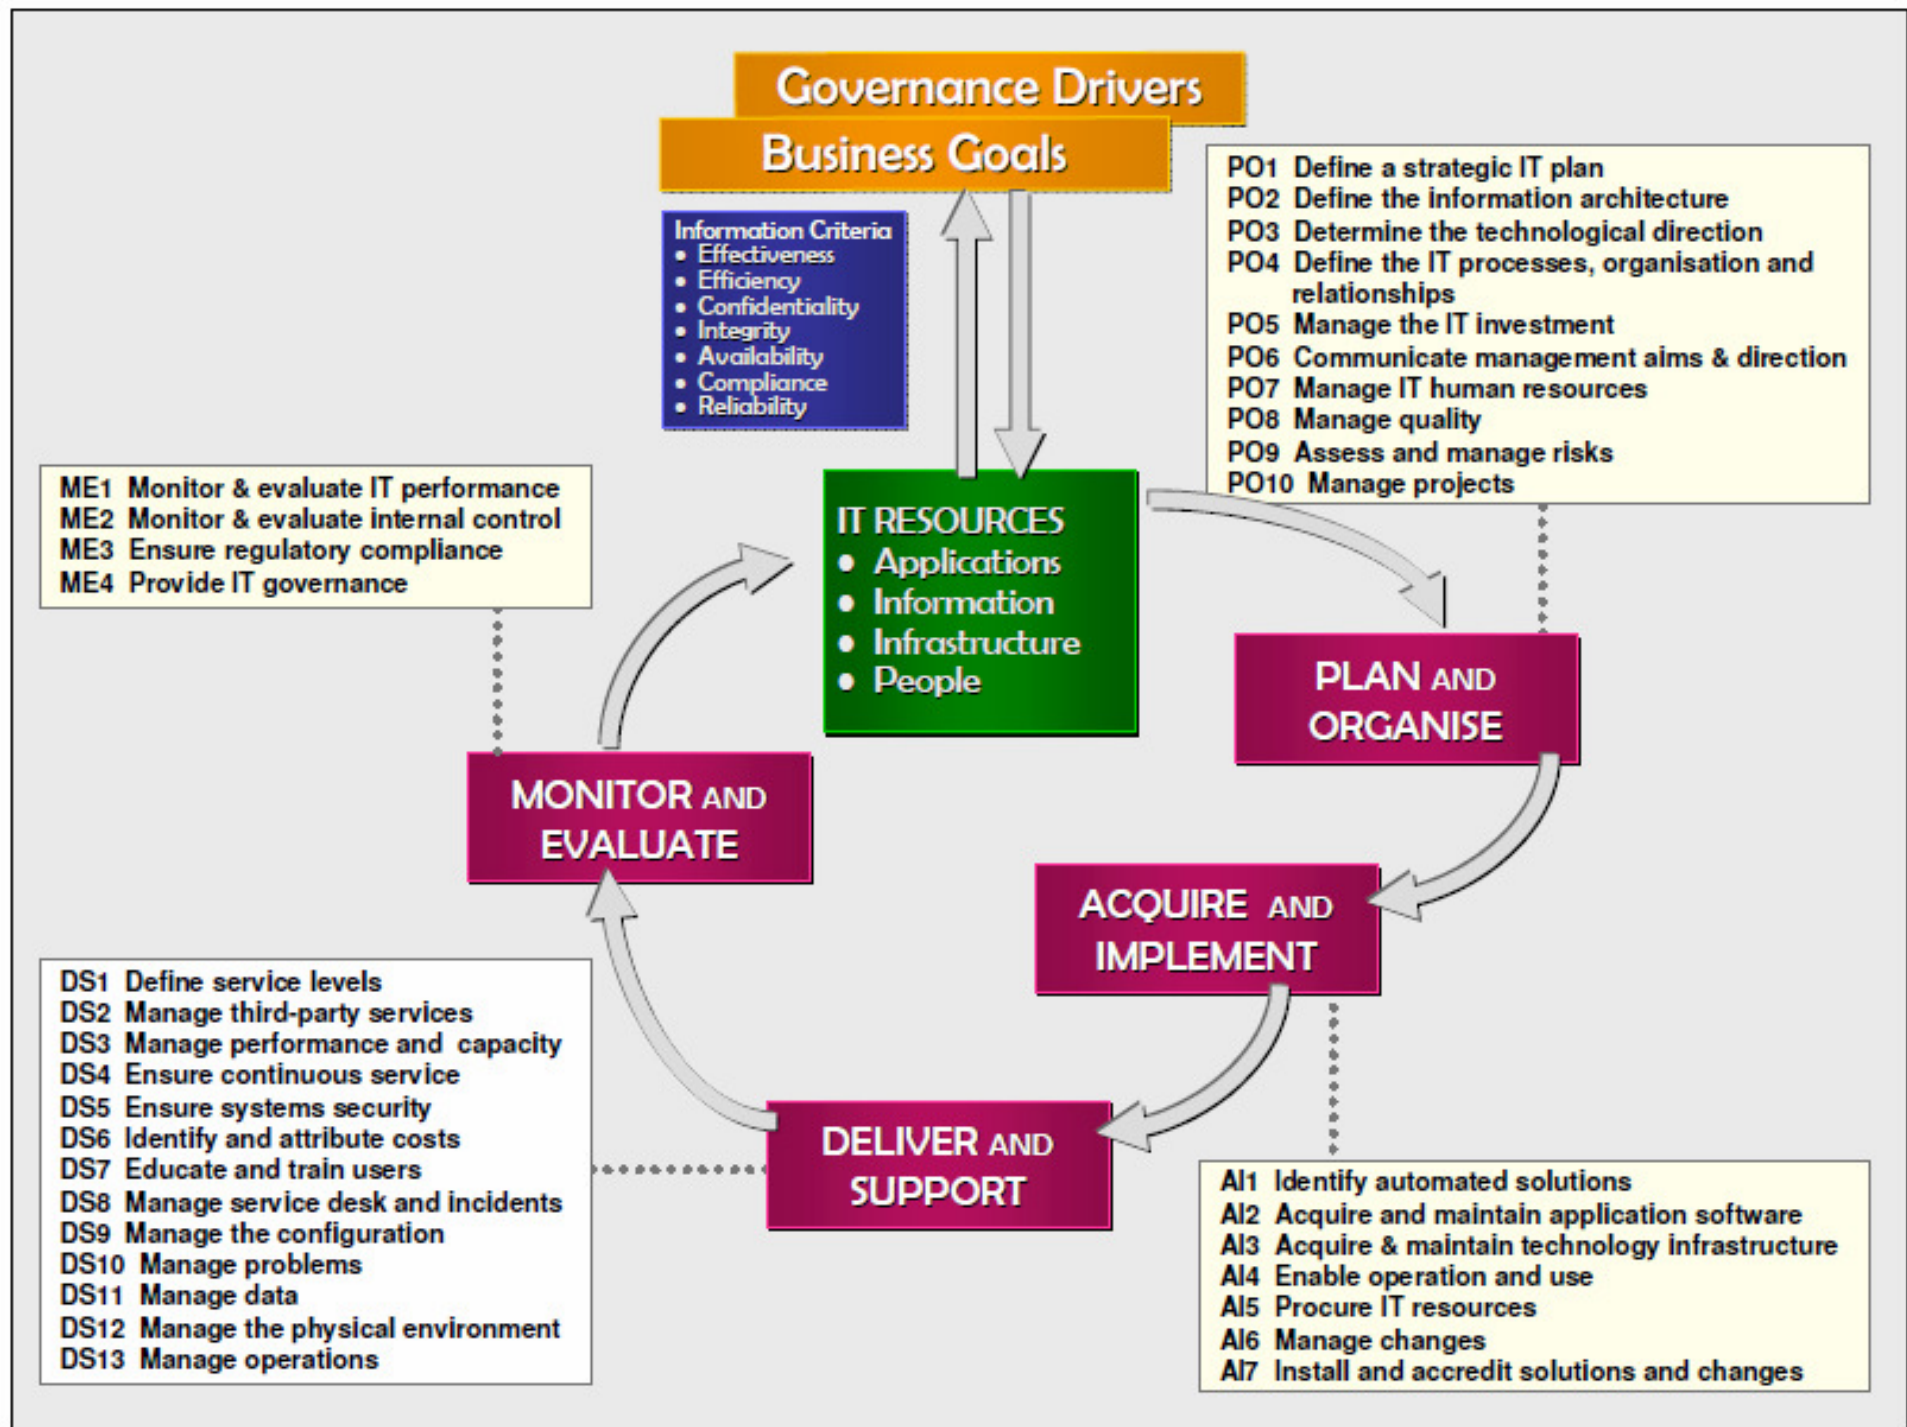 Governance Drivers
Business Goals
Information Criteria
• Effectiveness
• Efficiency
• Confidentiality
• Integrity
• Availability
• Compliance
• Reliability
PO1 Define a strategic IT plan
PO2 Define the information architecture
PO3 Determine the technological direction
PO4 Define the IT processes, organisation and
relationships
PO5 Manage the IT investment
PO6 Communicate management aims & direction
PO7 Manage IT human resources
PO8 Manage quality
PO9 Assess and manage risks
PO10 Manage projects
ME1 Monitor & evaluate IT performance
ME2 Monitor & evaluate internal control
ME3 Ensure regulatory compliance
ME4 Provide IT governance
IT RESOURCES
• Applications
• Information
• Infrastructure
• People
PLAN AND
ORGANISE
MONITOR AND
EVALUATE
ACQUIRE AND
IMPLEMENT
DELIVER AND
SUPPORT
DS1 Define service levels
DS2 Manage third-party services
DS3 Manage performance and capacity
DS4 Ensure continuous service
DS5 Ensure systems security
DS6 Identify and attribute costs
DS7 Educate and train users
DS8 Manage service desk and incidents
DS9 Manage the configuration
DS10 Manage problems
DS11 Manage data
DS12 Manage the physical environment
DS13 Manage operations
AI1 Identify automated solutions
AI2 Acquire and maintain application software
AI3 Acquire & maintain technology infrastructure
AI4 Enable operation and use
AI5 Procure IT resources
AI6 Manage changes
AI7 Install and accredit solutions and changes